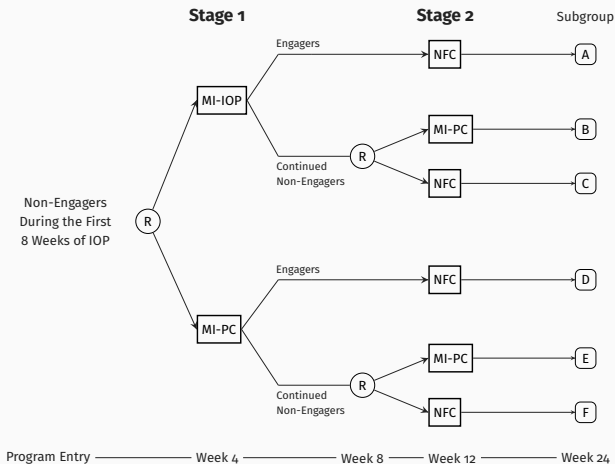 Stage 1
Stage 2
Subgroup
Engagers
NFC
A
MI-IOP
MI-PC
B
R
Continued
Non-Engagers
NFC
C
Non-Engagers
During the First
8 Weeks of IOP
R
Engagers
NFC
D
MI-PC
MI-PC
E
R
Continued
Non-Engagers
NFC
F
Program Entry
Week 4
Week 8
Week 12
Week 24